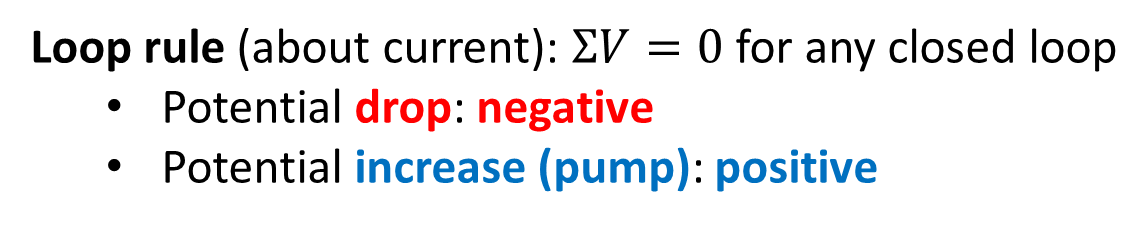 Loop rule (about current): Σ𝑉 = 0 for any closed loop
• Potential drop: negative
• Potential increase (pump): positive